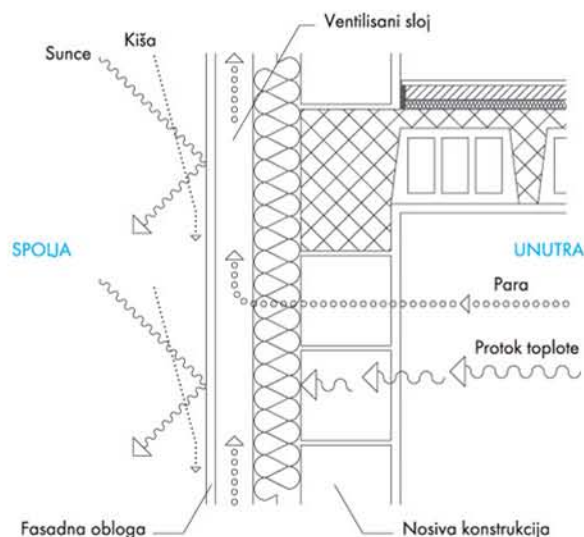 Ventilisani sloj
Kiša
Sunce
SPOLJA
UNUTRA
Para
Protok toplote
Fasadna obloga
Nosiva konstrukcija